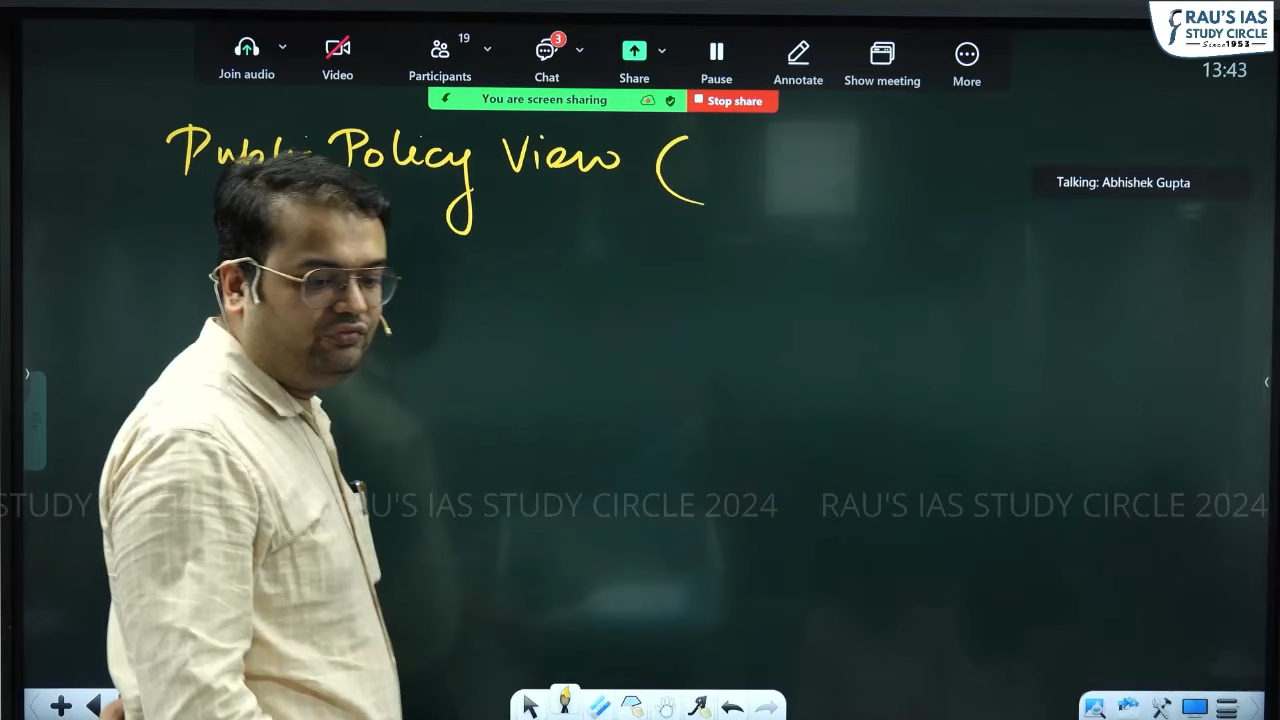 RAU'S IAS
STUDY CIRCLE
Since 1953
13:43
Join audio
Video
Participants
19
Chat
3
Share
Pause
Annotate
Show meeting
More
You are screen sharing
Stop share
Public Policy View (
Talking: Abhishek Gupta
STUDY RAU'S IAS STUDY CIRCLE 2024 RAU'S IAS STUDY CIRCLE 2024